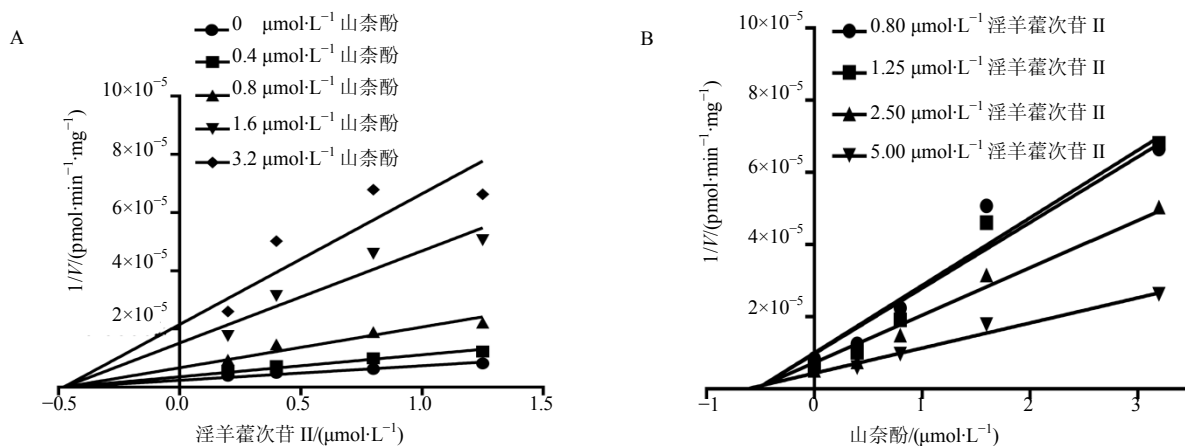 A
0 μmol·L⁻¹ 山柰酚
0.4 μmol·L⁻¹ 山柰酚
0.8 μmol·L⁻¹ 山柰酚
1.6 μmol·L⁻¹ 山柰酚
3.2 μmol·L⁻¹ 山柰酚
1/V/(pmol·min⁻¹·mg⁻¹)
10×10⁻⁵
8×10⁻⁵
6×10⁻⁵
4×10⁻⁵
2×10⁻⁵
−0.5 0.0 0.5 1.0 1.5
淫羊藿次苷 II/(μmol·L⁻¹)
B
0.80 μmol·L⁻¹ 淫羊藿次苷 II
1.25 μmol·L⁻¹ 淫羊藿次苷 II
2.50 μmol·L⁻¹ 淫羊藿次苷 II
5.00 μmol·L⁻¹ 淫羊藿次苷 II
1/V/(pmol·min⁻¹·mg⁻¹)
10×10⁻⁵
8×10⁻⁵
6×10⁻⁵
4×10⁻⁵
2×10⁻⁵
−1 0 1 2 3
山柰酚/(μmol·L⁻¹)